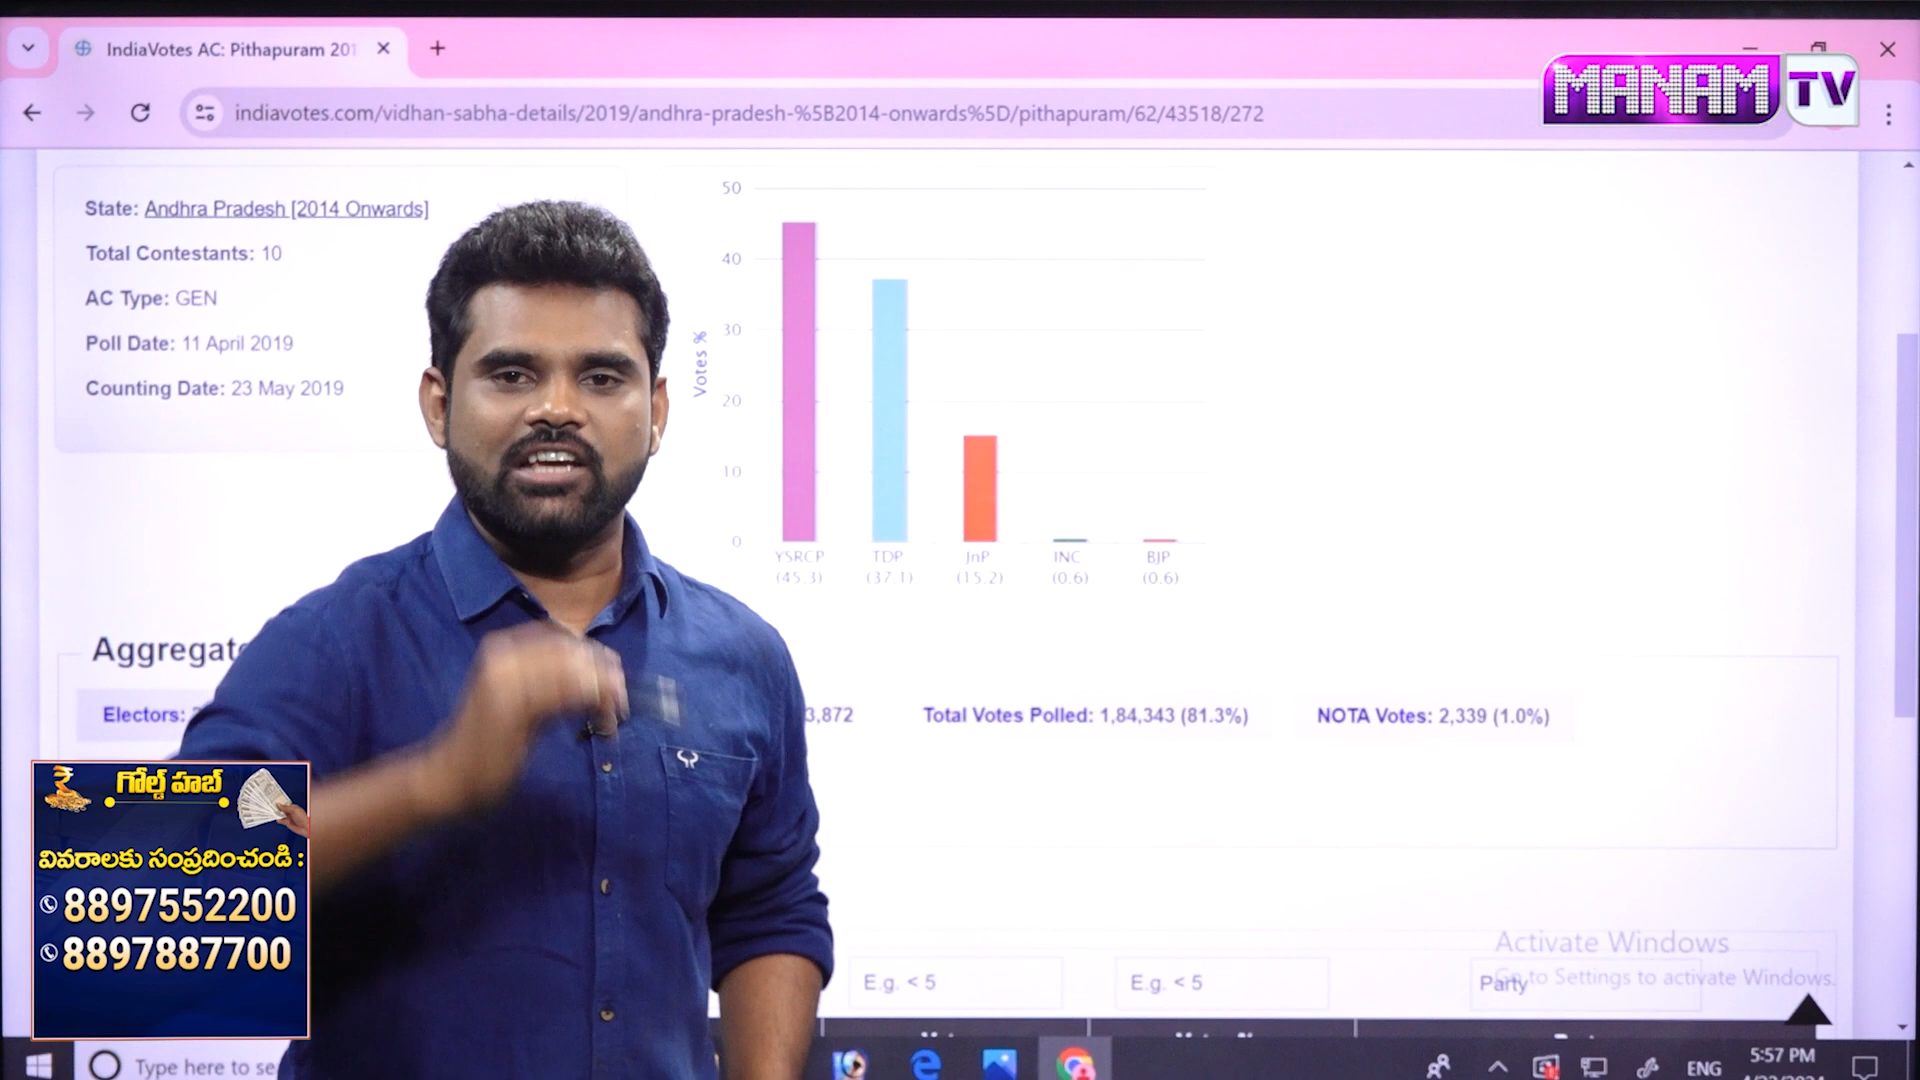 IndiaVotes AC: Pithapuram 201
MANAM TV
indiavotes.com/vidhan-sabha-details/2019/andhra-pradesh-%5B2014-onwards%5D/pithapuram/62/43518/272
State: Andhra Pradesh [2014 Onwards]
Total Contestants: 10
AC Type: GEN
Poll Date: 11 April 2019
Counting Date: 23 May 2019
Votes %
50
40
30
20
10
0
YSRCP TDP JnP INC BJP
(45.3) (37.1) (15.2) (0.6) (0.6)
Electors:
3,872
Total Votes Polled: 1,84,343 (81.3%)
NOTA Votes: 2,339 (1.0%)
గోల్డ్ హబ్
వివరాలకు సంప్రదించండి :
8897552200
8897887700
E.g. < 5
E.g. < 5
Party
Activate Windows
Go to Settings to activate Windows.
Type here to
ENG
5:57 PM